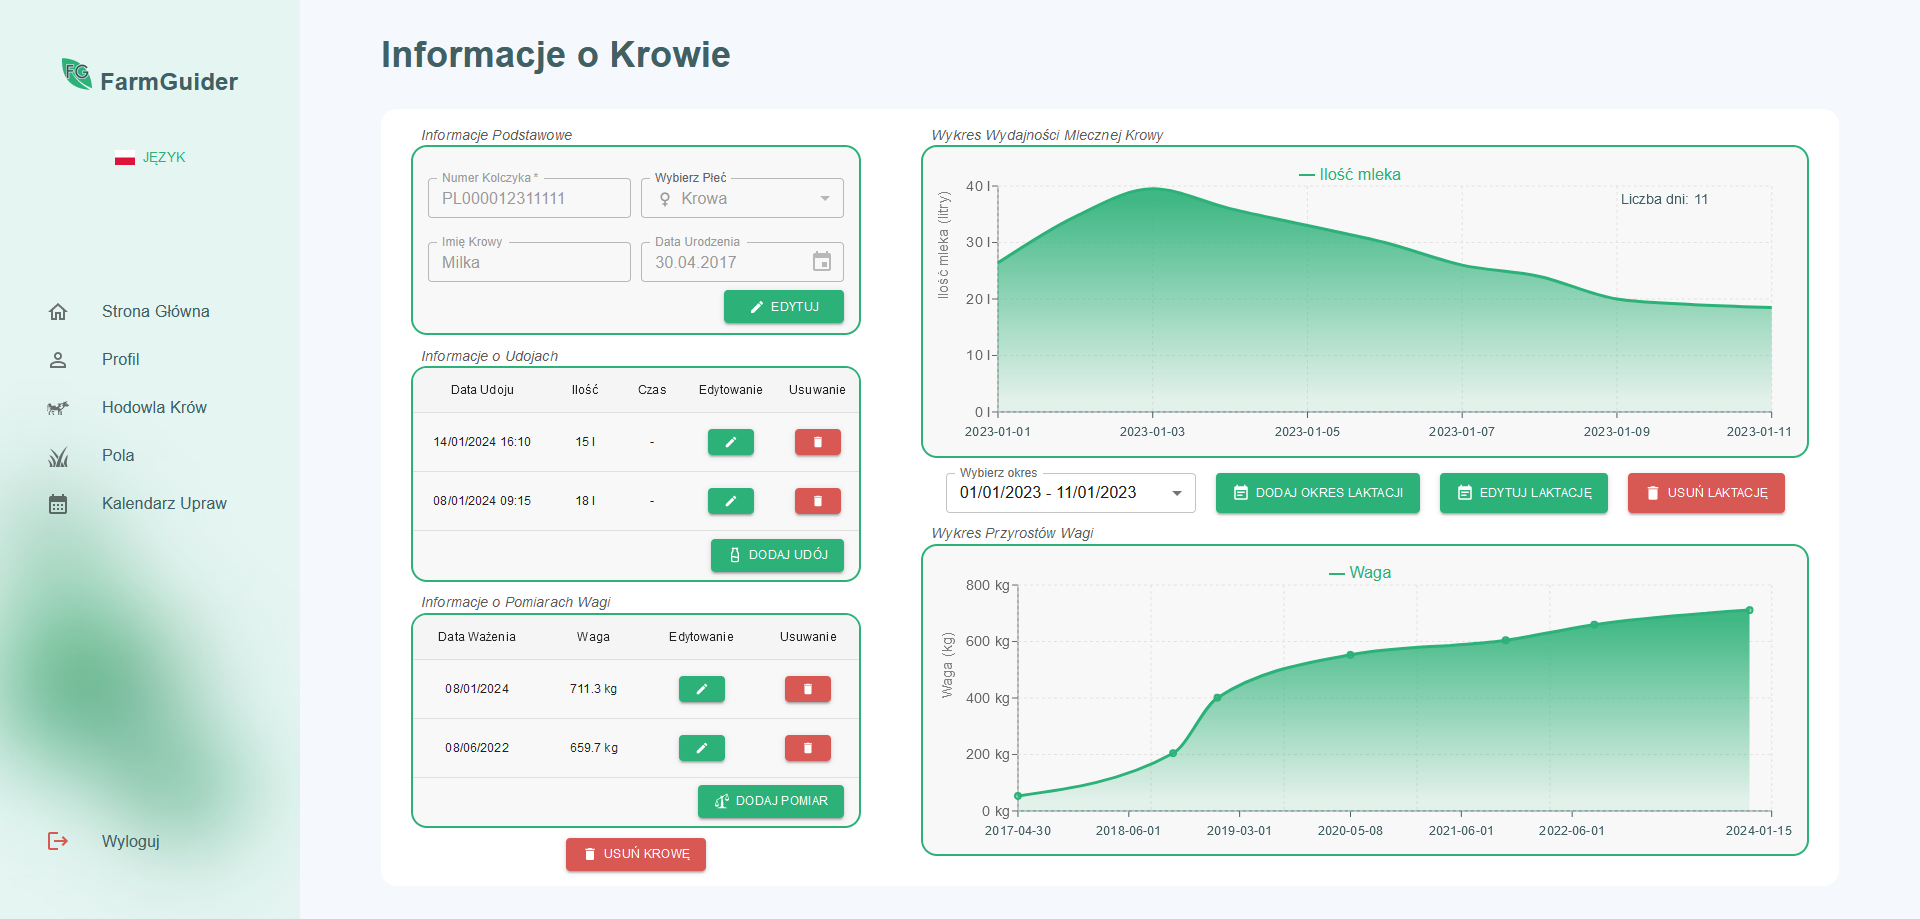 FG FarmGuider
JĘZYK
Strona Główna
Profil
Hodowla Krów
Pola
Kalendarz Upraw
Wyloguj
Informacje o Krowie
Informacje Podstawowe
Numer Kolczyka *
PL000012311111
Wybierz Płeć
Krowa
Imię Krowy
Milka
Data Urodzenia
30.04.2017
EDYTUJ
Informacje o Udojach
Data Udoju Ilość Czas Edytowanie Usuwanie
14/01/2024 16:10 15 l -
08/01/2024 09:15 18 l -
DODAJ UDÓJ
Informacje o Pomiarach Wagi
Data Ważenia Waga Edytowanie Usuwanie
08/01/2024 711.3 kg
08/06/2022 659.7 kg
DODAJ POMIAR
USUŃ KROWĘ
Wykres Wydajności Mlecznej Krowy
Ilość mleka
Liczba dni: 11
Ilość mleka (litry)
40 l
30 l
20 l
10 l
0 l
2023-01-01 2023-01-03 2023-01-05 2023-01-07 2023-01-09 2023-01-11
Wybierz okres
01/01/2023 - 11/01/2023
DODAJ OKRES LAKTACJI
EDYTUJ LAKTACJĘ
USUŃ LAKTACJĘ
Wykres Przyrostów Wagi
Waga
Waga (kg)
800 kg
600 kg
400 kg
200 kg
0 kg
2017-04-30 2018-06-01 2019-03-01 2020-05-08 2021-06-01 2022-06-01 2024-01-15